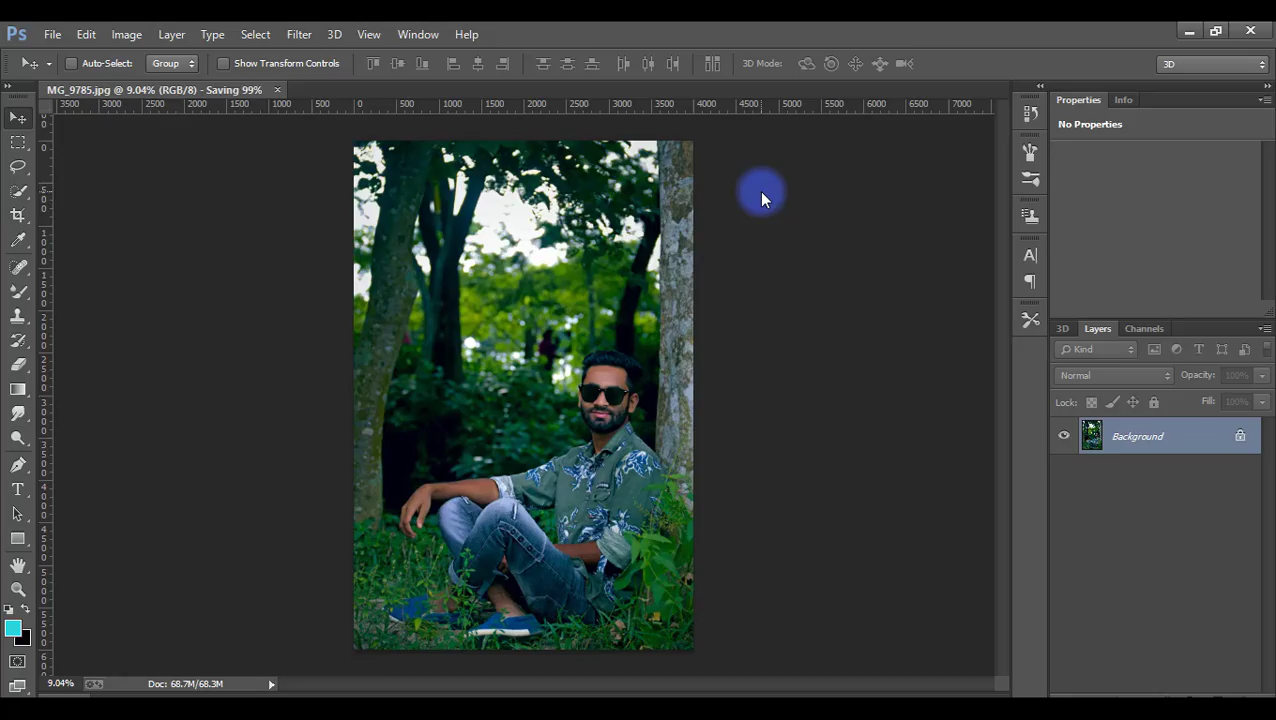 Ps File Edit Image Layer Type Select Filter 3D View Window Help
Auto-Select: Group Show Transform Controls 3D Mode: 3D
MG_9785.jpg @ 9.04% (RGB/8) - Saving 99% ×
3500 3000 2500 2000 1500 1000 500 0 500 1000 1500 2000 2500 3000 3500 4000 4500 5000 5500 6000 6500 7000
Properties Info
No Properties
3D Layers Channels
Kind
Normal Opacity: 100%
Lock: Fill: 100%
Background
9.04% Doc: 68.7M/68.3M